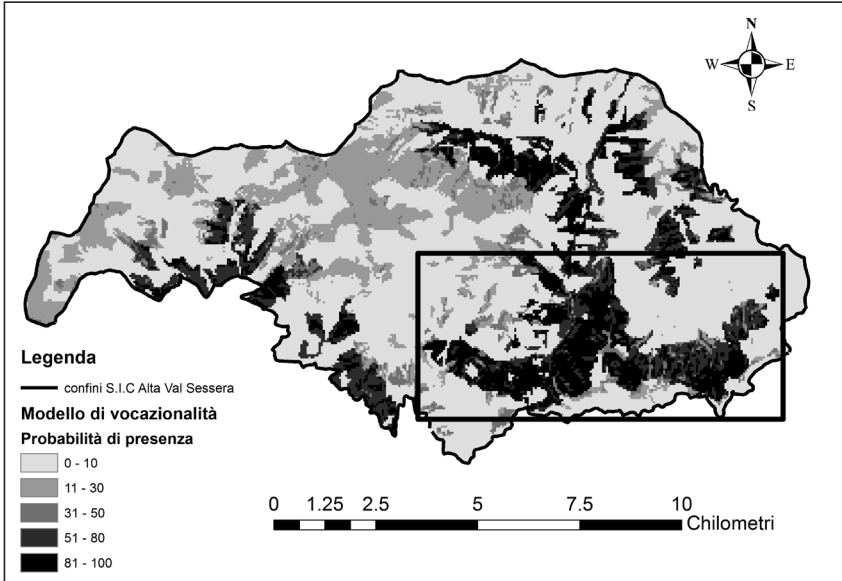 N
W E
S
Legenda
confini S.I.C Alta Val Sessera
Modello di vocazionalità
Probabilità di presenza
0 - 10
11 - 30
31 - 50
51 - 80
81 - 100
0 1.25 2.5 5 7.5 10
Chilometri